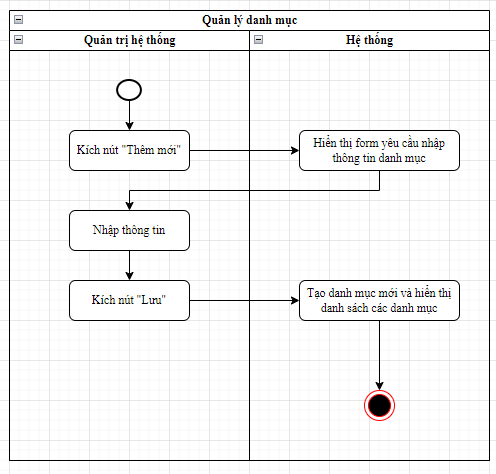 Quản lý danh mục
Quản trị hệ thống
Hệ thống
Kích nút "Thêm mới"
Hiển thị form yêu cầu nhập
thông tin danh mục
Nhập thông tin
Kích nút "Lưu"
Tạo danh mục mới và hiển thị
danh sách các danh mục